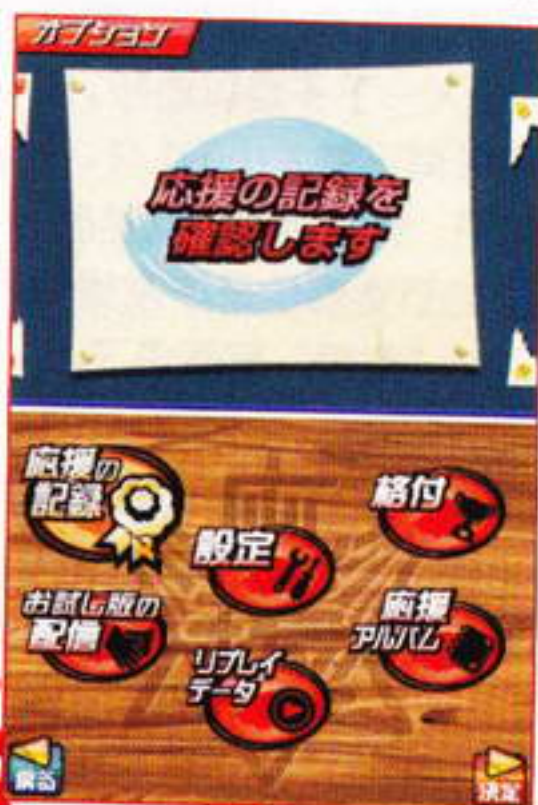 オプション
応援の記録を
確認します
応援の
記録
格付
設定
お試し版の
配信
応援
アルバム
リプレイ
データ
戻る
決定